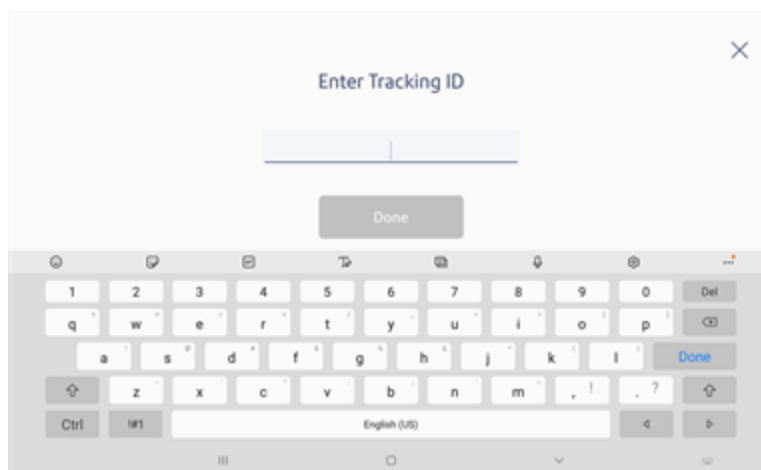 Enter Tracking ID
Done
1 2 3 4 5 6 7 8 9 0 Del
q w e r t y u i o p
a s d f g h j k l Done
z x c v b n m , ! . ?
Ctrl !#1 English (US)